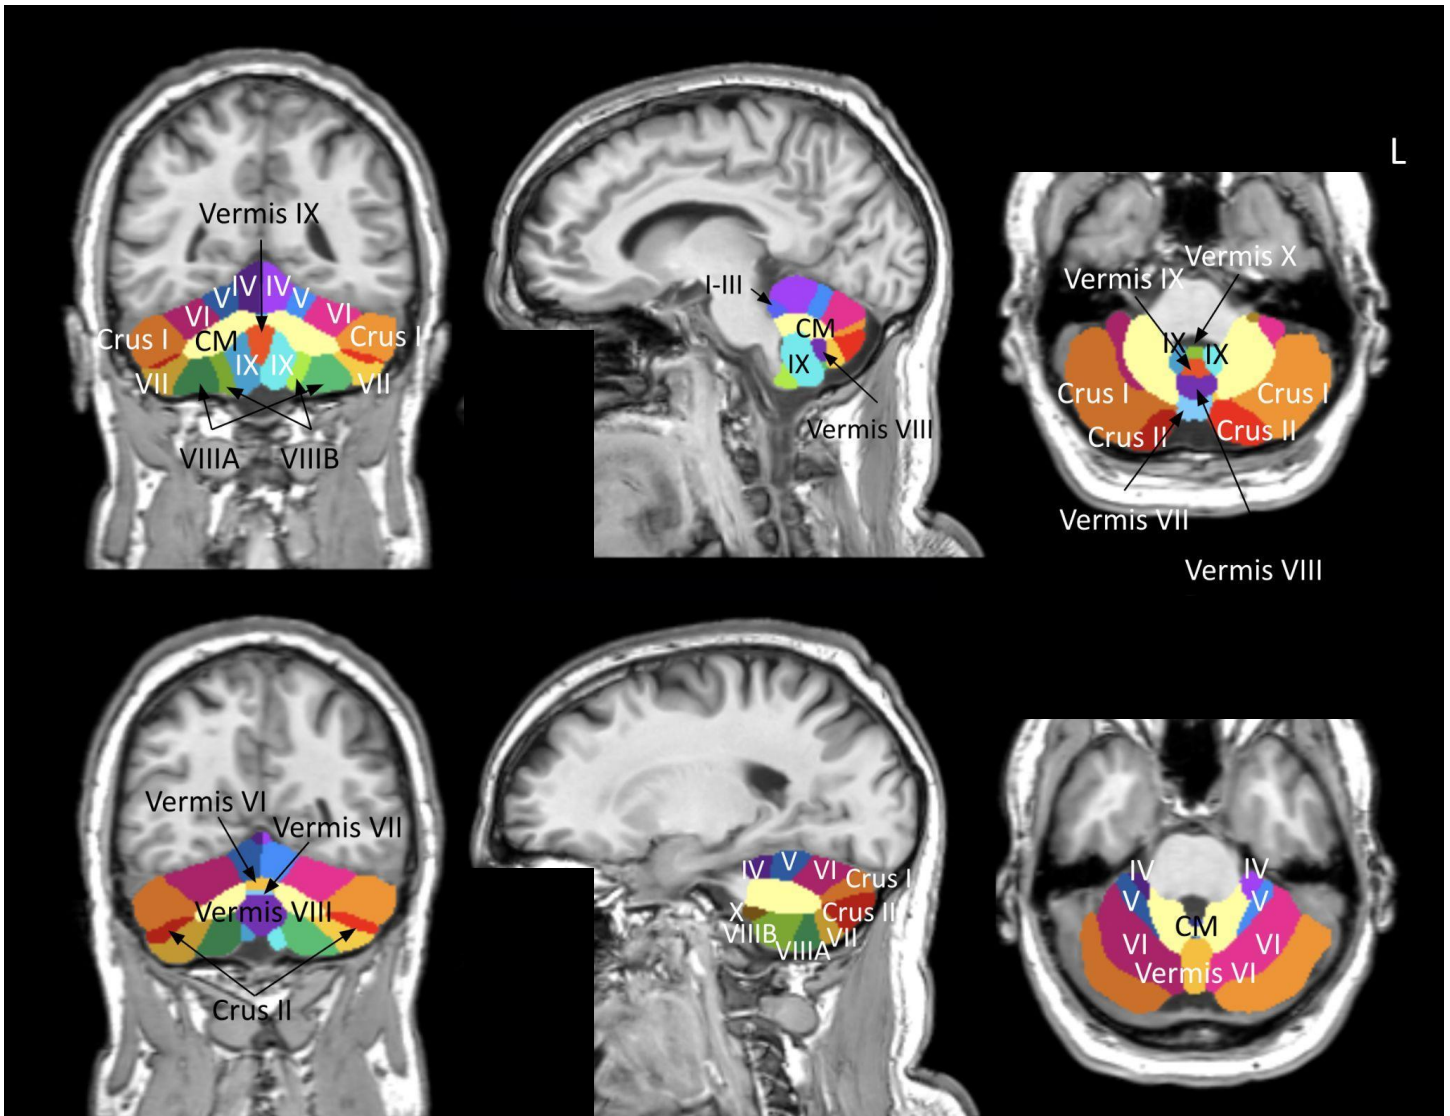 Vermis IX
IV IV
V V
VI VI
Crus I Crus I
CM
IX IX
VII VII
VIIIA VIIIB
I-III
CM
IX
Vermis VIII
L
Vermis X
Vermis IX
IX IX
Crus I Crus I
Crus II Crus II
Vermis VII
Vermis VIII
Vermis VI
Vermis VII
Vermis VIII
Crus II
IV V VI
Crus I
X Crus II
VIIIB VII
VIIIA
IV IV
V V
CM
VI VI
Vermis VI